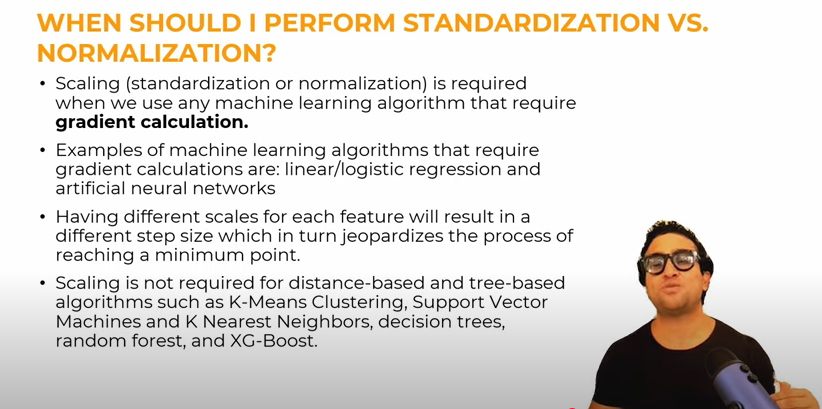 WHEN SHOULD I PERFORM STANDARDIZATION VS.
NORMALIZATION?
• Scaling (standardization or normalization) is required
when we use any machine learning algorithm that require
gradient calculation.
• Examples of machine learning algorithms that require
gradient calculations are: linear/logistic regression and
artificial neural networks
• Having different scales for each feature will result in a
different step size which in turn jeopardizes the process of
reaching a minimum point.
• Scaling is not required for distance-based and tree-based
algorithms such as K-Means Clustering, Support Vector
Machines and K Nearest Neighbors, decision trees,
random forest, and XG-Boost.